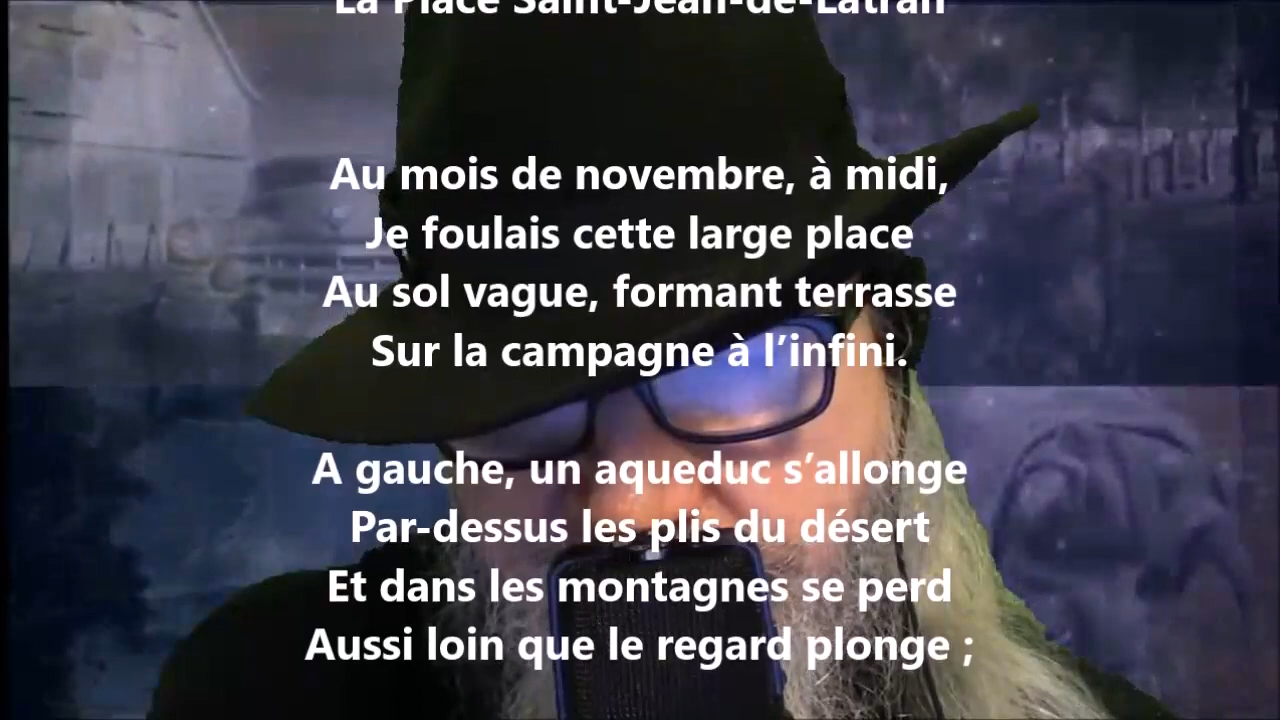 La Place Saint-Jean-de-Latran
Au mois de novembre, à midi,
Je foulais cette large place
Au sol vague, formant terrasse
Sur la campagne à l’infini.
A gauche, un aqueduc s’allonge
Par-dessus les plis du désert
Et dans les montagnes se perd
Aussi loin que le regard plonge ;